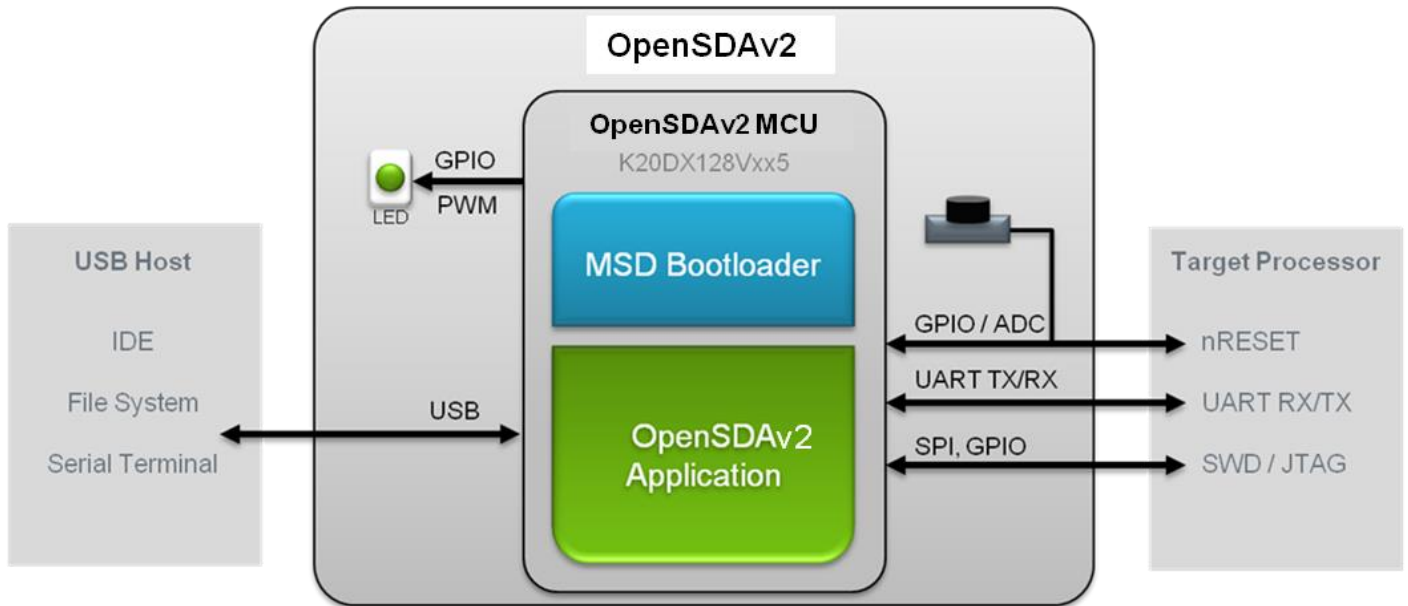 OpenSDAv2
OpenSDAv2 MCU
K20DX128Vxx5
GPIO
PWM
LED
MSD Bootloader
USB Host
IDE
File System
Serial Terminal
USB
OpenSDAv2
Application
GPIO / ADC
UART TX/RX
SPI, GPIO
Target Processor
nRESET
UART RX/TX
SWD / JTAG